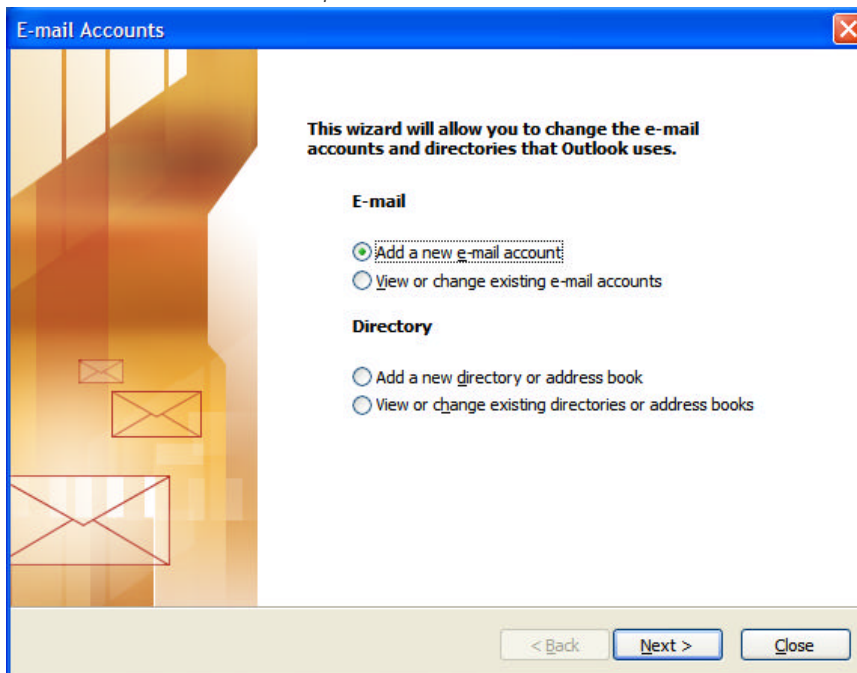 E-mail Accounts
This wizard will allow you to change the e-mail
accounts and directories that Outlook uses.
E-mail
Add a new e-mail account
View or change existing e-mail accounts
Directory
Add a new directory or address book
View or change existing directories or address books
< Back Next > Close